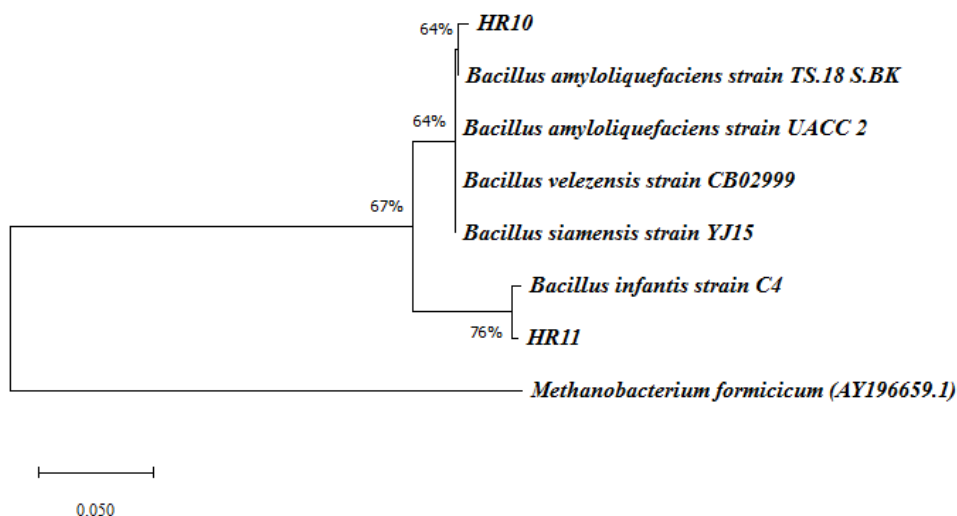 64%
HR10
Bacillus amyloliquefaciens strain TS.18 S.BK
64%
Bacillus amyloliquefaciens strain UACC 2
Bacillus velezensis strain CB02999
67%
Bacillus siamensis strain YJ15
Bacillus infantis strain C4
76%
HR11
Methanobacterium formicicum (AY196659.1)
0.050